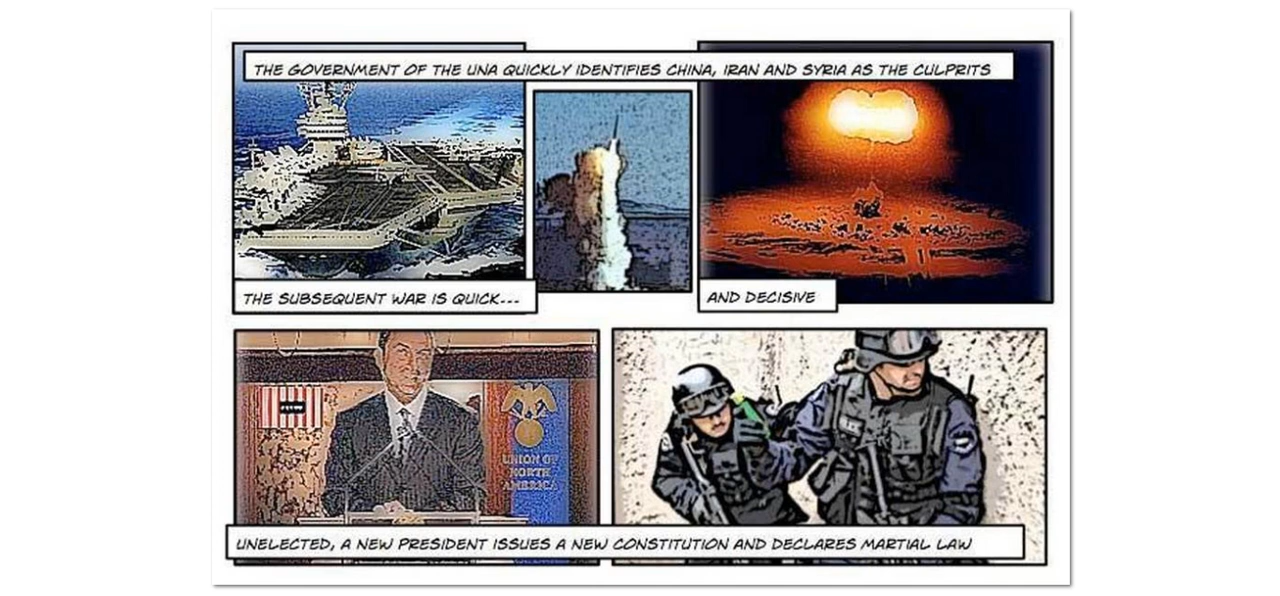 THE GOVERNMENT OF THE UNA QUICKLY IDENTIFIES CHINA, IRAN AND SYRIA AS THE CULPRITS
THE SUBSEQUENT WAR IS QUICK...
AND DECISIVE
UNION OF
NORTH
AMERICA
UNELECTED, A NEW PRESIDENT ISSUES A NEW CONSTITUTION AND DECLARES MARTIAL LAW